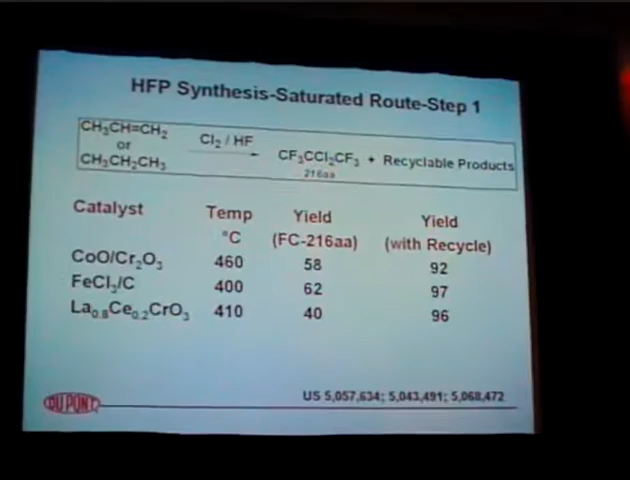 HFP Synthesis-Saturated Route-Step 1
CH₃CH=CH₂
or
CH₃CH₂CH₃
Cl₂ / HF
CF₃CCl₂CF₃ + Recyclable Products
216aa
Catalyst Temp °C Yield (FC-216aa) Yield (with Recycle)
CoO/Cr₂O₃ 460 58 92
FeCl₃/C 400 62 97
La₀.₈Ce₀.₂CrO₃ 410 40 96
US 5,057,634; 5,043,491; 5,068,472
DU PONT